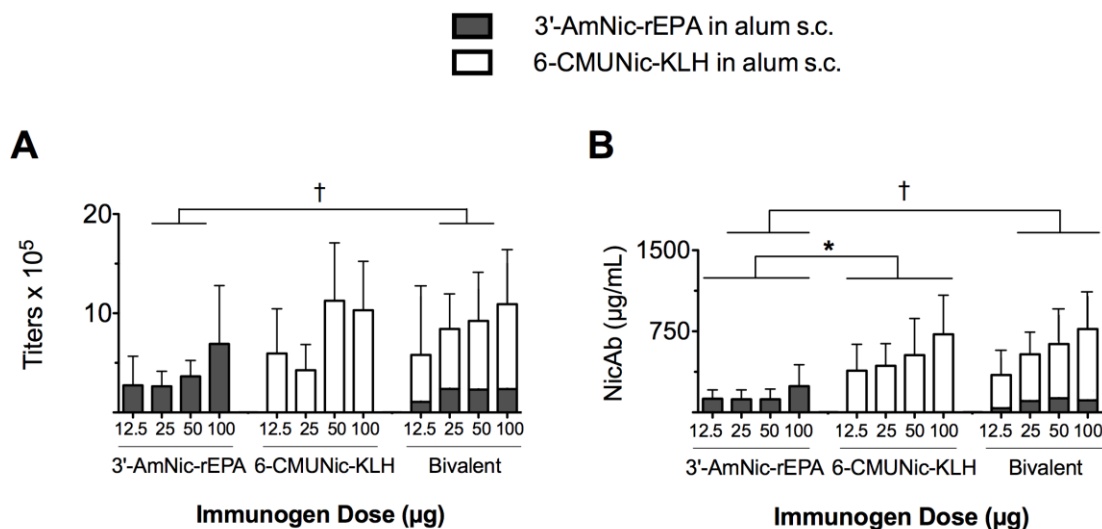 3'-AmNic-rEPA in alum s.c.
6-CMUNic-KLH in alum s.c.
A
†
20
10
Titers x 10⁵
12.5 25 50 100 12.5 25 50 100 12.5 25 50 100
3'-AmNic-rEPA 6-CMUNic-KLH Bivalent
Immunogen Dose (µg)
B
†
*
1500
750
NicAb (µg/mL)
12.5 25 50 100 12.5 25 50 100 12.5 25 50 100
3'-AmNic-rEPA 6-CMUNic-KLH Bivalent
Immunogen Dose (µg)